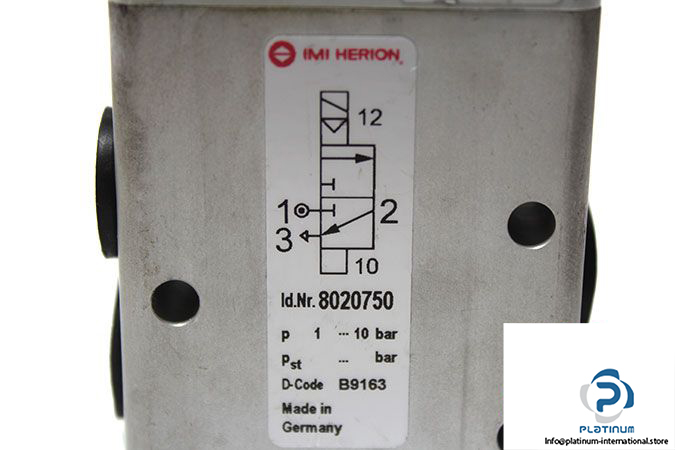 IMI HERION
12
1
2
3
10
Id.Nr. 8020750
p 1 --- 10 bar
Pst --- bar
D-Code B9163
Made in
Germany
PLATINUM
Info@platinum-international.store